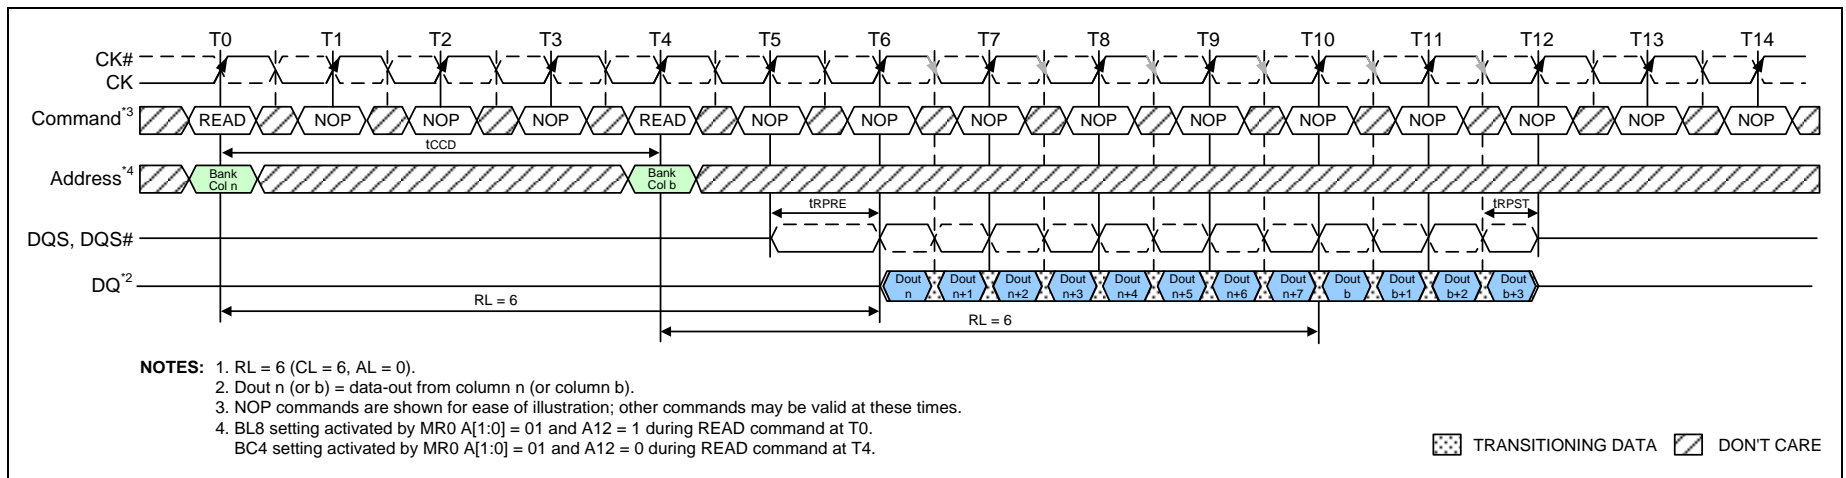 T0 T1 T2 T3 T4 T5 T6 T7 T8 T9 T10 T11 T12 T13 T14
CK#
CK
Command*3 READ NOP NOP NOP READ NOP NOP NOP NOP NOP NOP NOP NOP NOP NOP
tCCD
Address*4 Bank Col n Bank Col b
tRPRE tRPST
DQS, DQS#
DQ*2 Dout n Dout n+1 Dout n+2 Dout n+3 Dout n+4 Dout n+5 Dout n+6 Dout n+7 Dout b Dout b+1 Dout b+2 Dout b+3
RL = 6
RL = 6
NOTES: 1. RL = 6 (CL = 6, AL = 0).
2. Dout n (or b) = data-out from column n (or column b).
3. NOP commands are shown for ease of illustration; other commands may be valid at these times.
4. BL8 setting activated by MR0 A[1:0] = 01 and A12 = 1 during READ command at T0.
BC4 setting activated by MR0 A[1:0] = 01 and A12 = 0 during READ command at T4.
TRANSITIONING DATA DON'T CARE